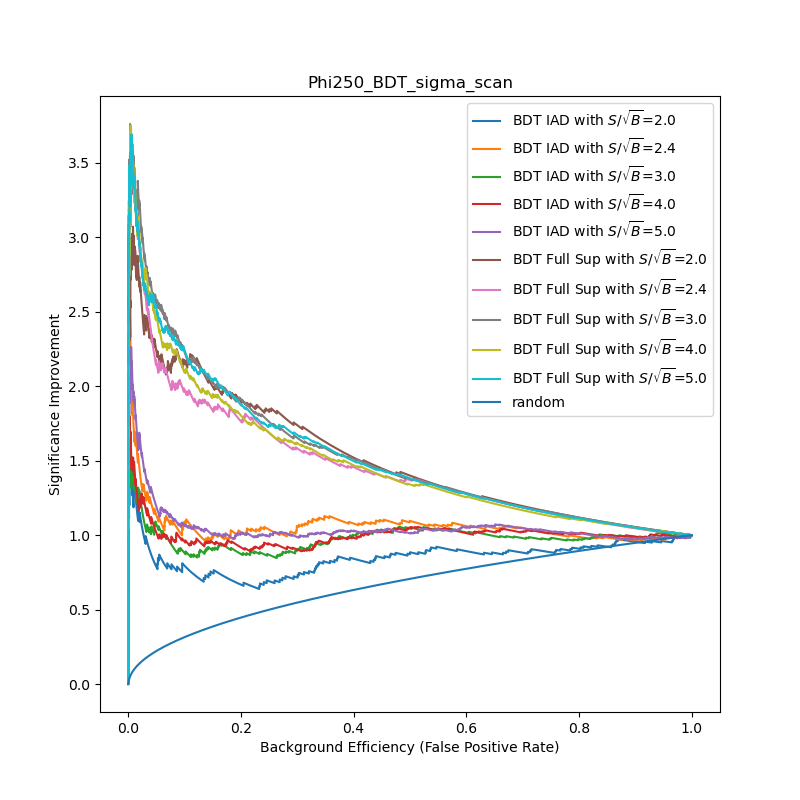 Phi250_BDT_sigma_scan
BDT IAD with S/√B=2.0
BDT IAD with S/√B=2.4
BDT IAD with S/√B=3.0
BDT IAD with S/√B=4.0
BDT IAD with S/√B=5.0
BDT Full Sup with S/√B=2.0
BDT Full Sup with S/√B=2.4
BDT Full Sup with S/√B=3.0
BDT Full Sup with S/√B=4.0
BDT Full Sup with S/√B=5.0
random
Significance Improvement
3.5
3.0
2.5
2.0
1.5
1.0
0.5
0.0
0.0 0.2 0.4 0.6 0.8 1.0
Background Efficiency (False Positive Rate)